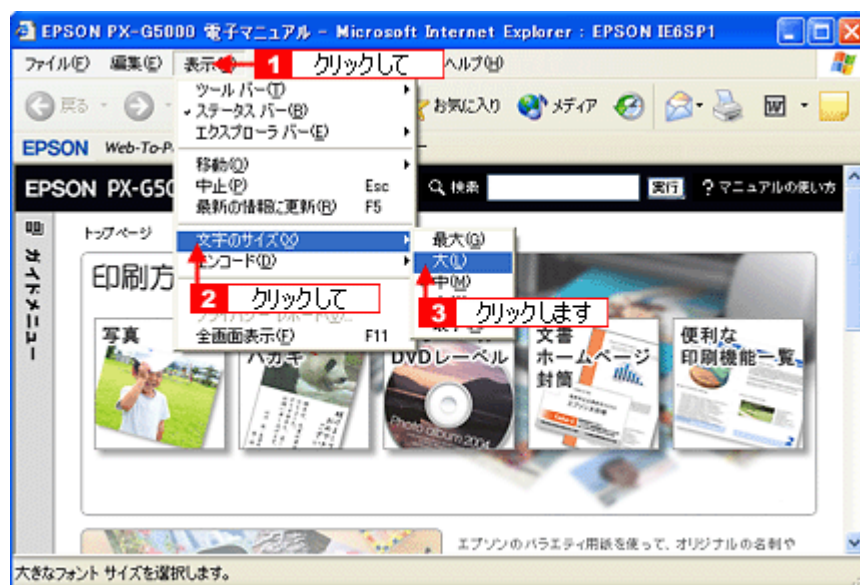 EPSON PX-G5000 電子マニュアル - Microsoft Internet Explorer : EPSON IE6SP1
ファイル(F) 編集(E) 表示 1 クリックして ヘルプ(H)
戻る お気に入り メディア
ツール バー(T)
ステータス バー(B)
エクスプローラ バー(E)
EPSON Web-To-P
移動(O)
中止(P) Esc
最新の情報に更新(R) F5
EPSON PX-G50 検索 実行 ? マニュアルの使い方
文字のサイズ(X)
エンコード(D)
最大(G)
大(L)
中(M)
2 クリックして
3 クリックします
全画面表示(F) F11
ガイドメニュー
トップページ
印刷方
写真
ハガキ
DVDレーベル
Photo album 2004
文書
ホームページ
封筒
便利な
印刷機能一覧
エプソンのバラエティ用紙を使って、オリジナルの名刺や
大きなフォント サイズを選択します。